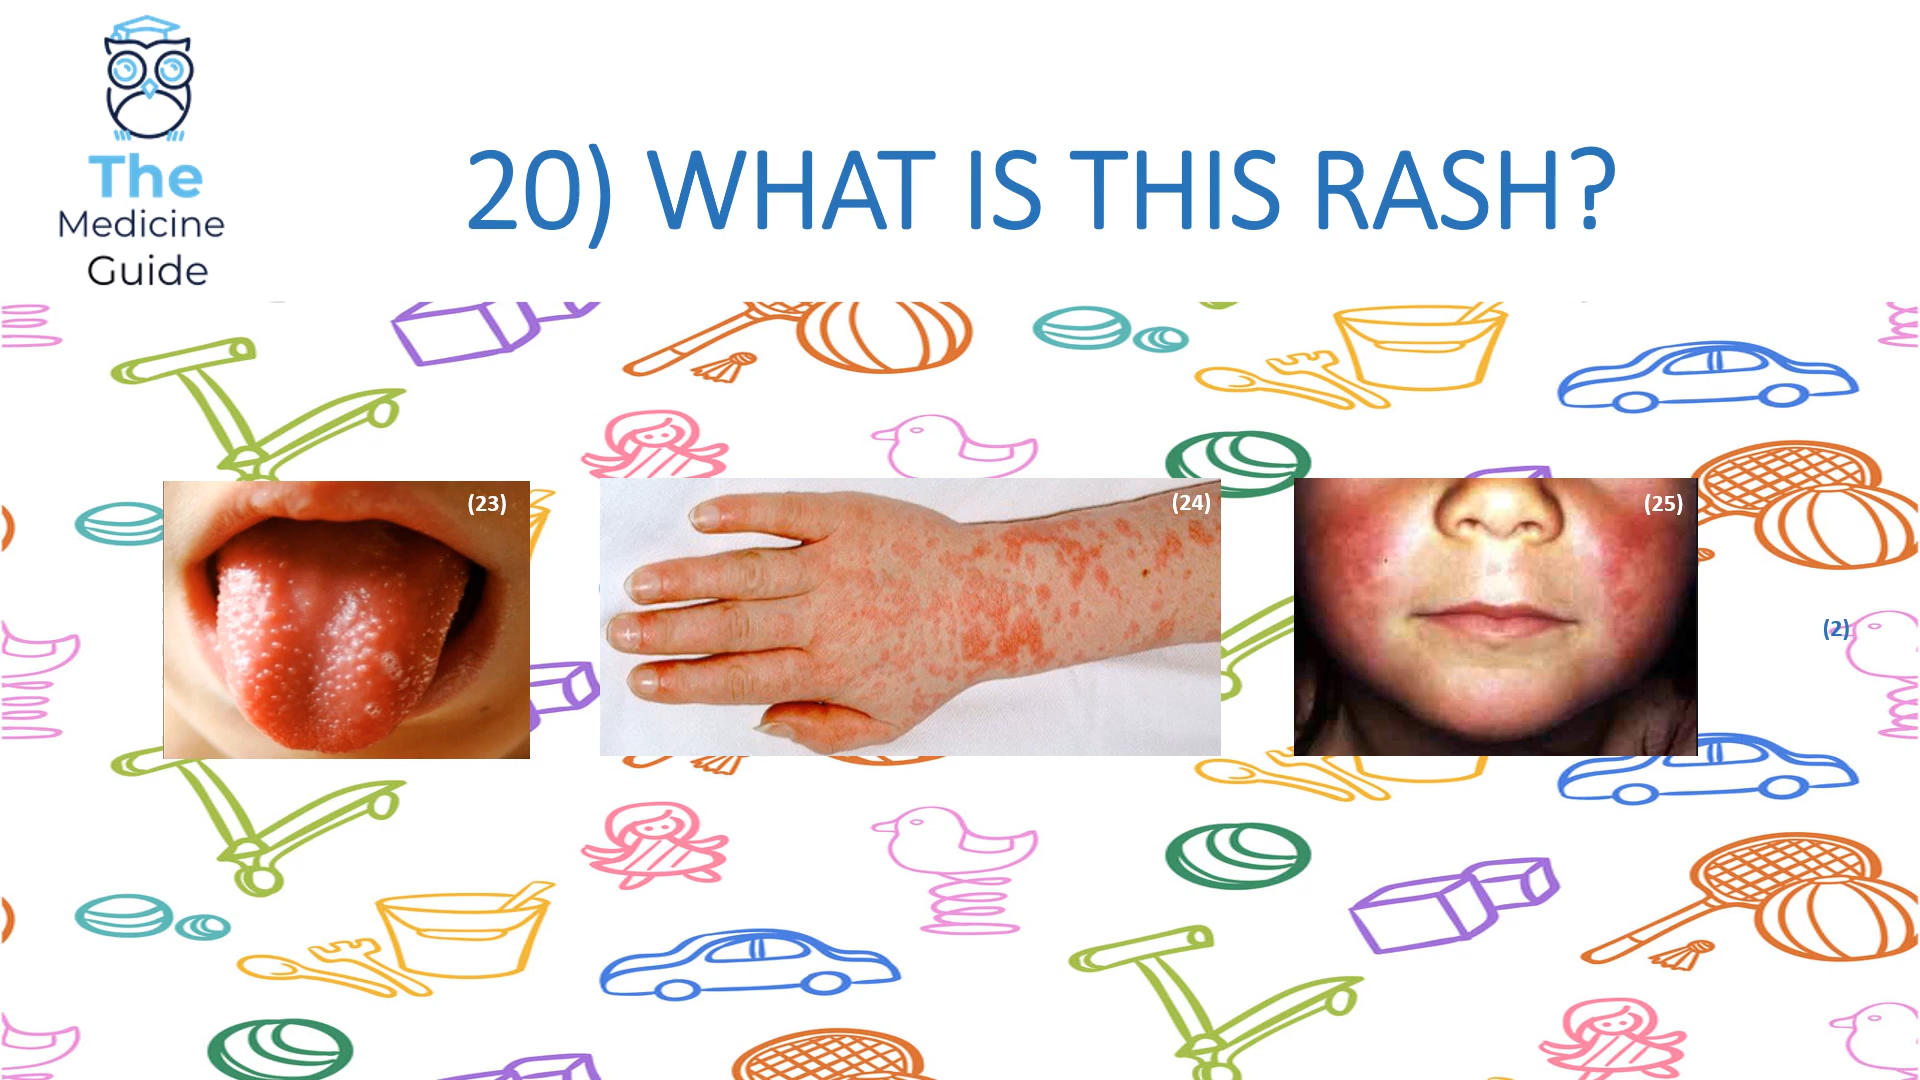 The
Medicine
Guide
20) WHAT IS THIS RASH?
(23)
(24)
(25)
(2)